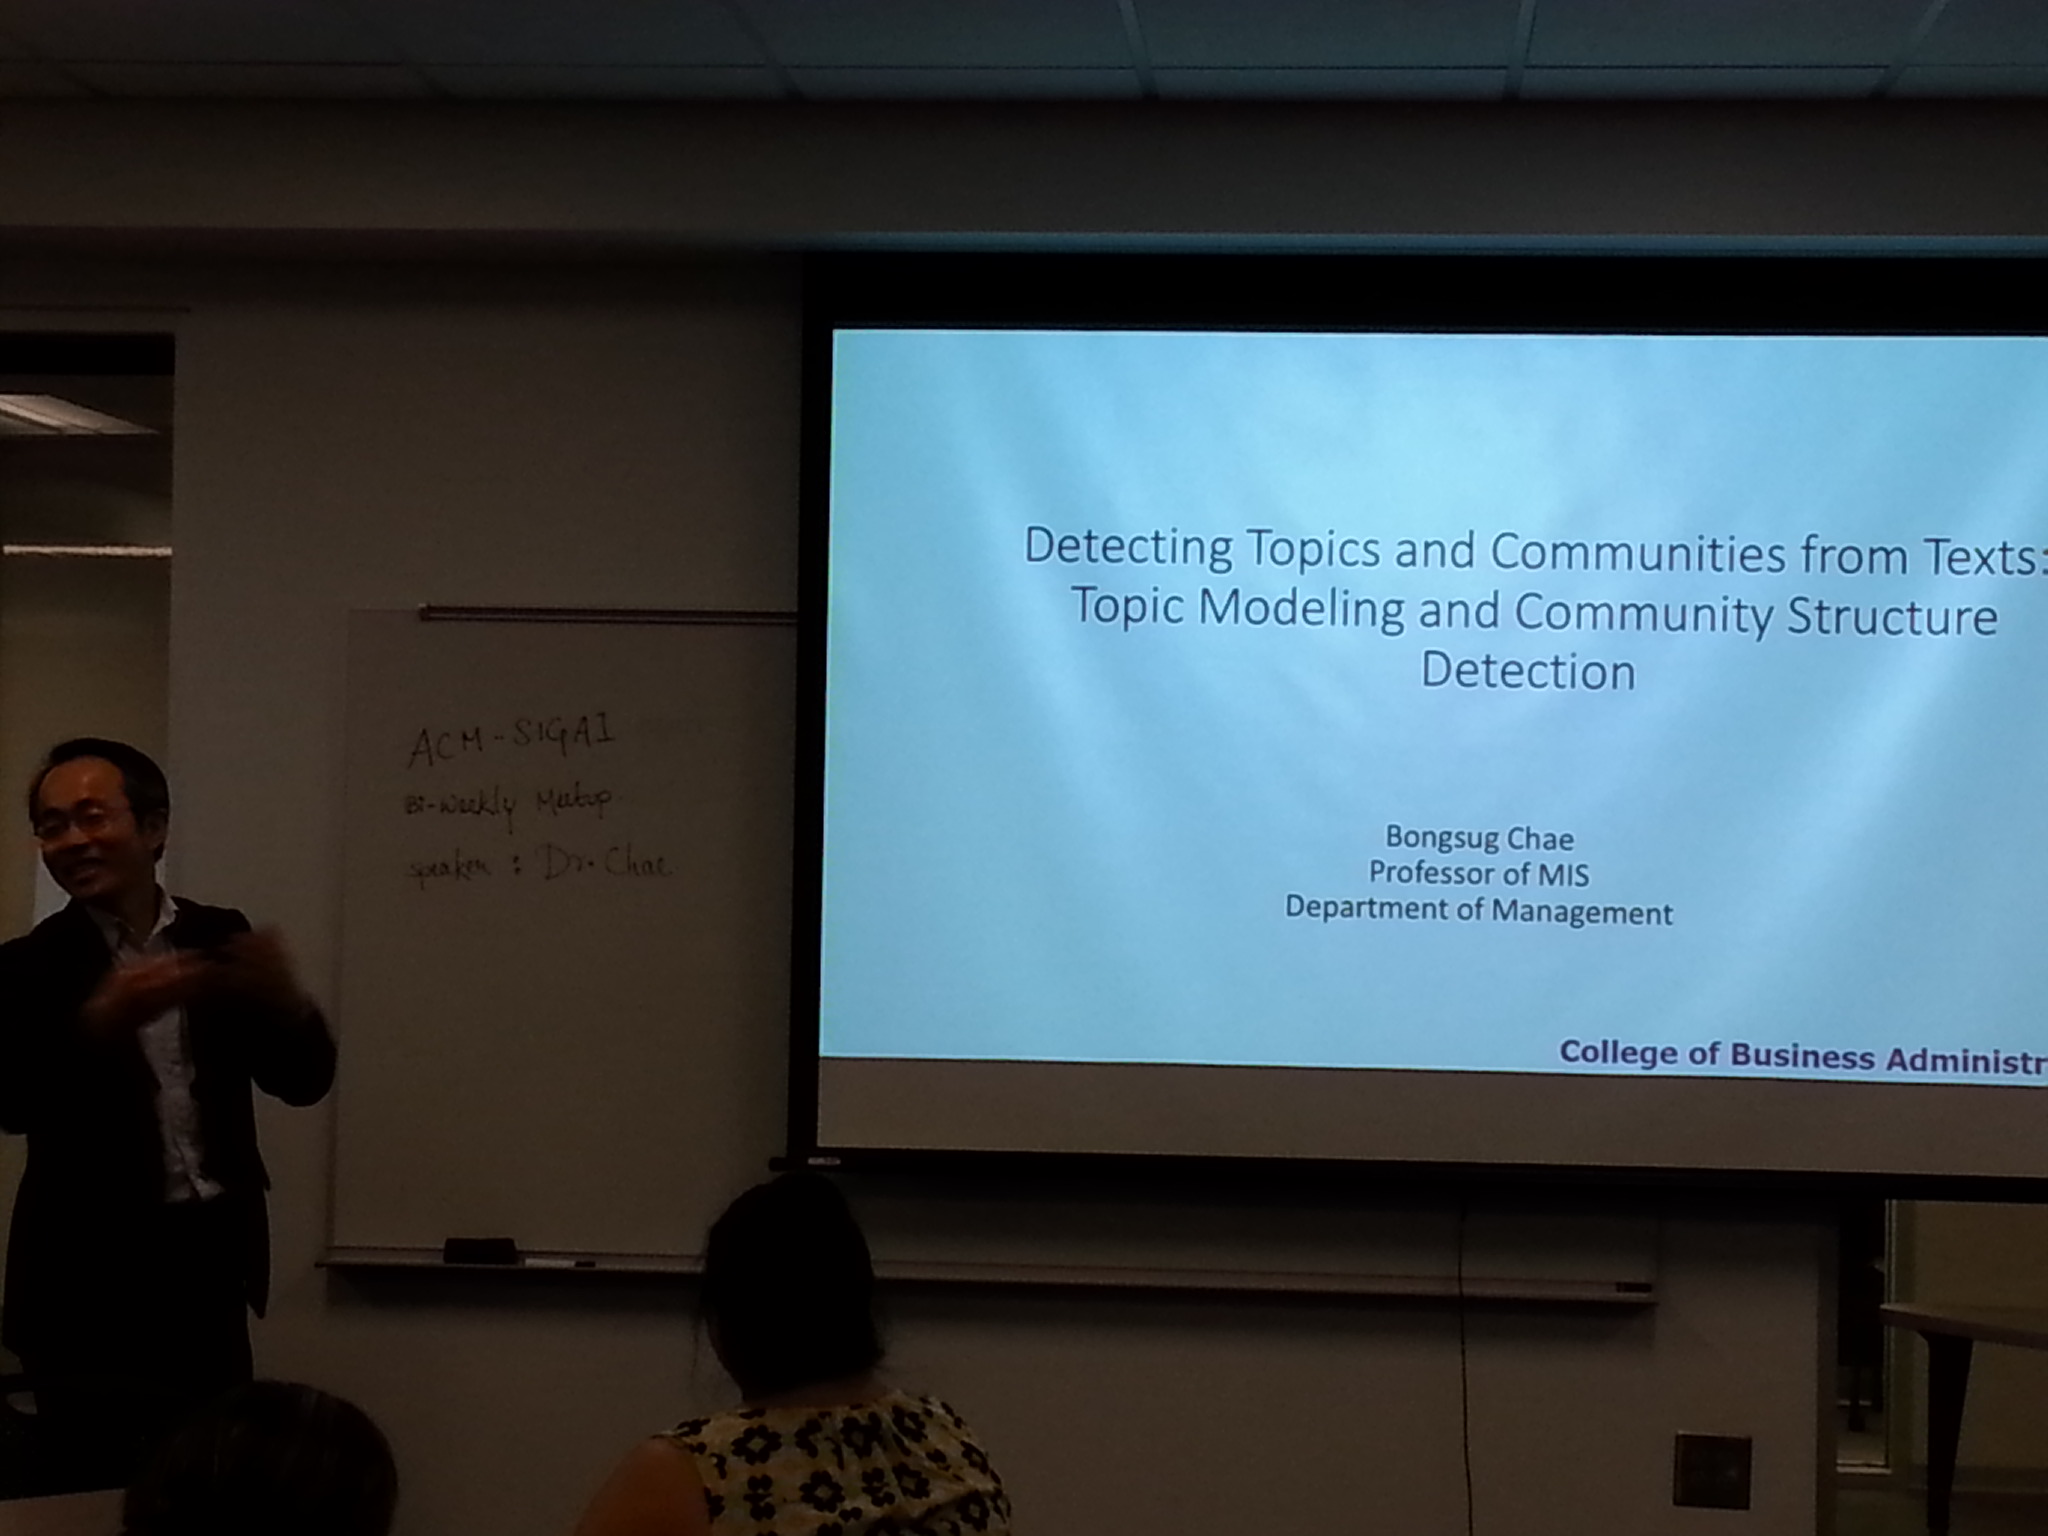 ACM-SIGAI
Bi-Weekly Meetup.
speaker : Dr. Chae
Detecting Topics and Communities from Texts:
Topic Modeling and Community Structure
Detection
Bongsug Chae
Professor of MIS
Department of Management
College of Business Administr